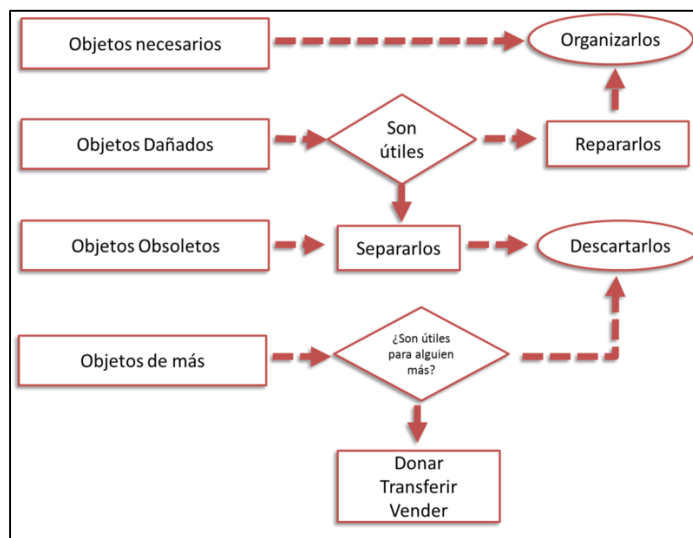 Objetos necesarios
Organizarlos
Objetos Dañados
Son
útiles
Repararlos
Objetos Obsoletos
Separarlos
Descartarlos
Objetos de más
¿Son útiles
para alguien
más?
Donar
Transferir
Vender